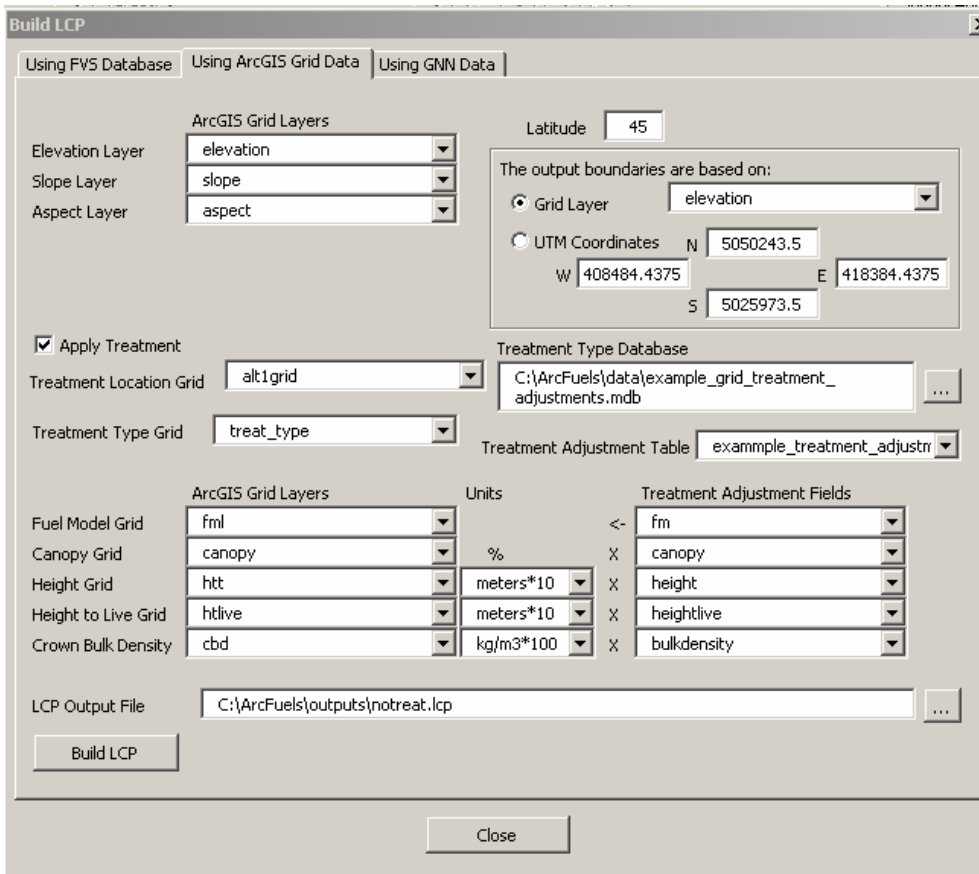 Build LCP
Using FVS Database Using ArcGIS Grid Data Using GNN Data
ArcGIS Grid Layers
Elevation Layer elevation
Slope Layer slope
Aspect Layer aspect
Latitude 45
The output boundaries are based on:
Grid Layer elevation
UTM Coordinates N 5050243.5
W 408484.4375 E 418384.4375
S 5025973.5
Apply Treatment
Treatment Location Grid alt1grid
Treatment Type Grid treat_type
Treatment Type Database
C:\ArcFuels\data\example_grid_treatment_
adjustments.mdb
...
Treatment Adjustment Table exammple_treatment_adjustm
ArcGIS Grid Layers Units Treatment Adjustment Fields
Fuel Model Grid fml <- fm
Canopy Grid canopy % X canopy
Height Grid htt meters*10 X height
Height to Live Grid htlive meters*10 X heightlive
Crown Bulk Density cbd kg/m3*100 X bulkdensity
LCP Output File C:\ArcFuels\outputs\notreat.lcp ...
Build LCP
Close